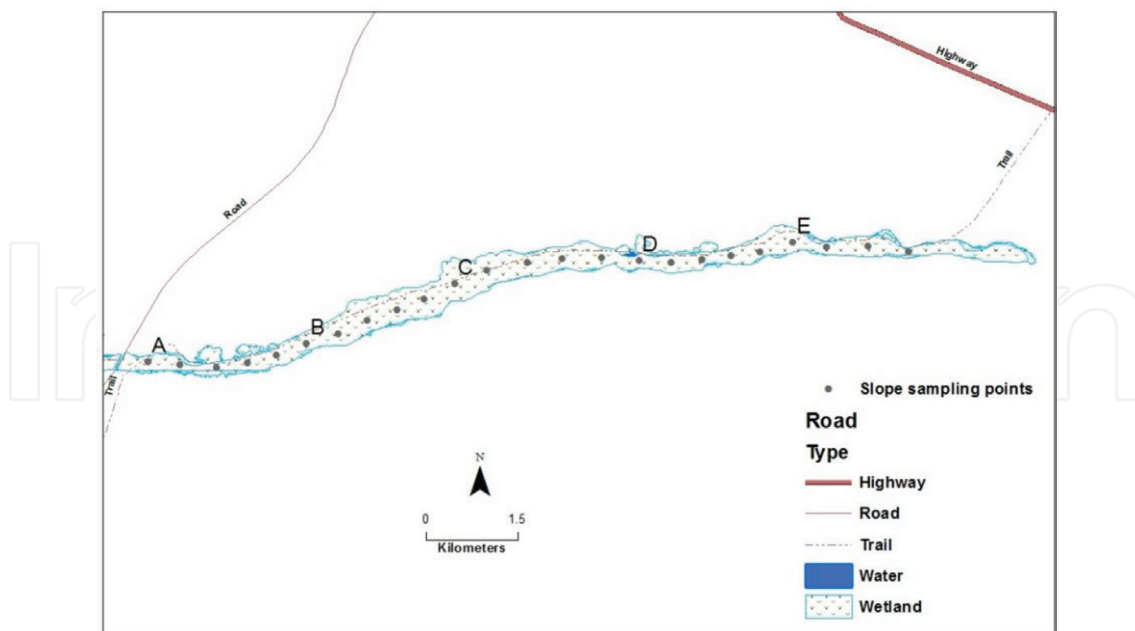 Highway
Trail
Road
E
D
C
B
A
Trail
Slope sampling points
Road
Type
Highway
Road
Trail
Water
Wetland
N
0 1.5
Kilometers